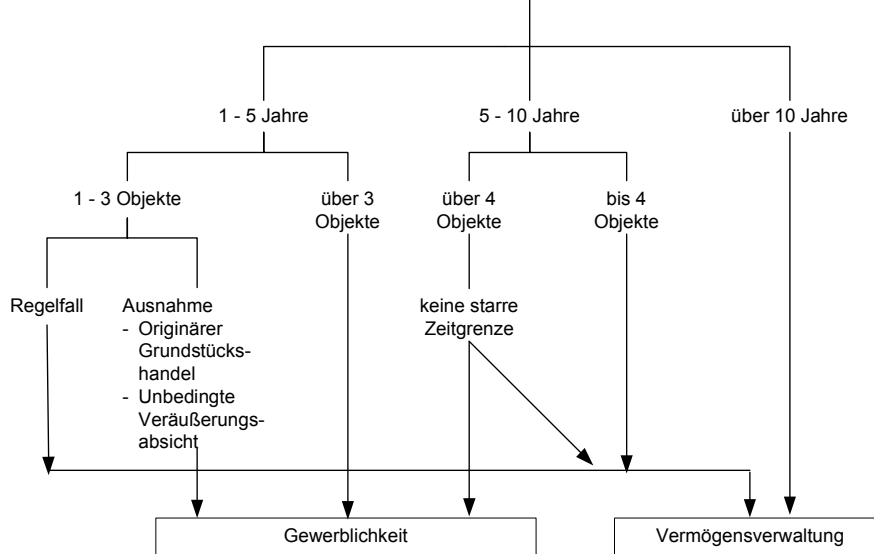 1 - 5 Jahre
5 - 10 Jahre
über 10 Jahre
1 - 3 Objekte
über 3
Objekte
über 4
Objekte
bis 4
Objekte
Regelfall
Ausnahme
- Originärer
Grundstücks-
handel
- Unbedingte
Veräußerungs-
absicht
keine starre
Zeitgrenze
Gewerblichkeit
Vermögensverwaltung